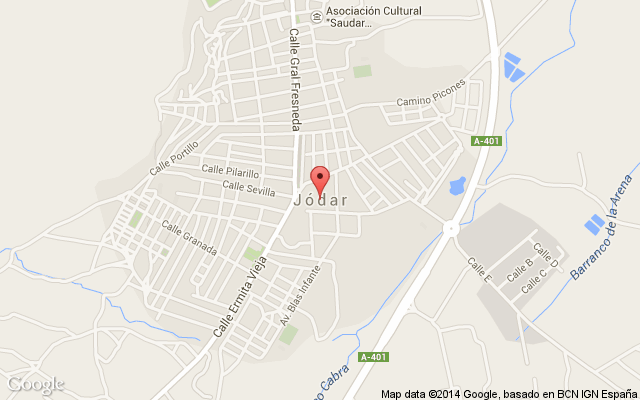 Asociación Cultural
"Saudar...
Calle Gral Fresneda
Camino Picones
A-401
Calle Portillo
Calle Pilarillo
Calle Sevilla
Jódar
Barranco de la Arena
Calle Granada
Calle D
Calle B
Calle C
Calle E
Calle Ermita Vieja
Av. Blas Infante
A-401
Cabra
Google
Map data ©2014 Google, basado en BCN IGN España